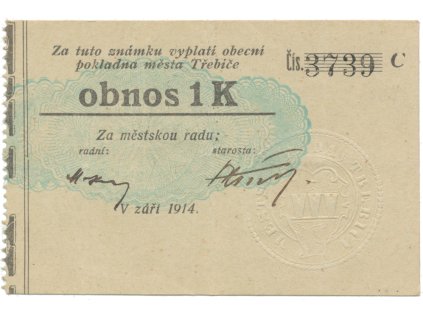 Za tuto známku vyplatí obecní
pokladna města Třebíče
Čís. 3739 C
obnos 1 K
Za městskou radu;
radní: starosta:
V září 1914.